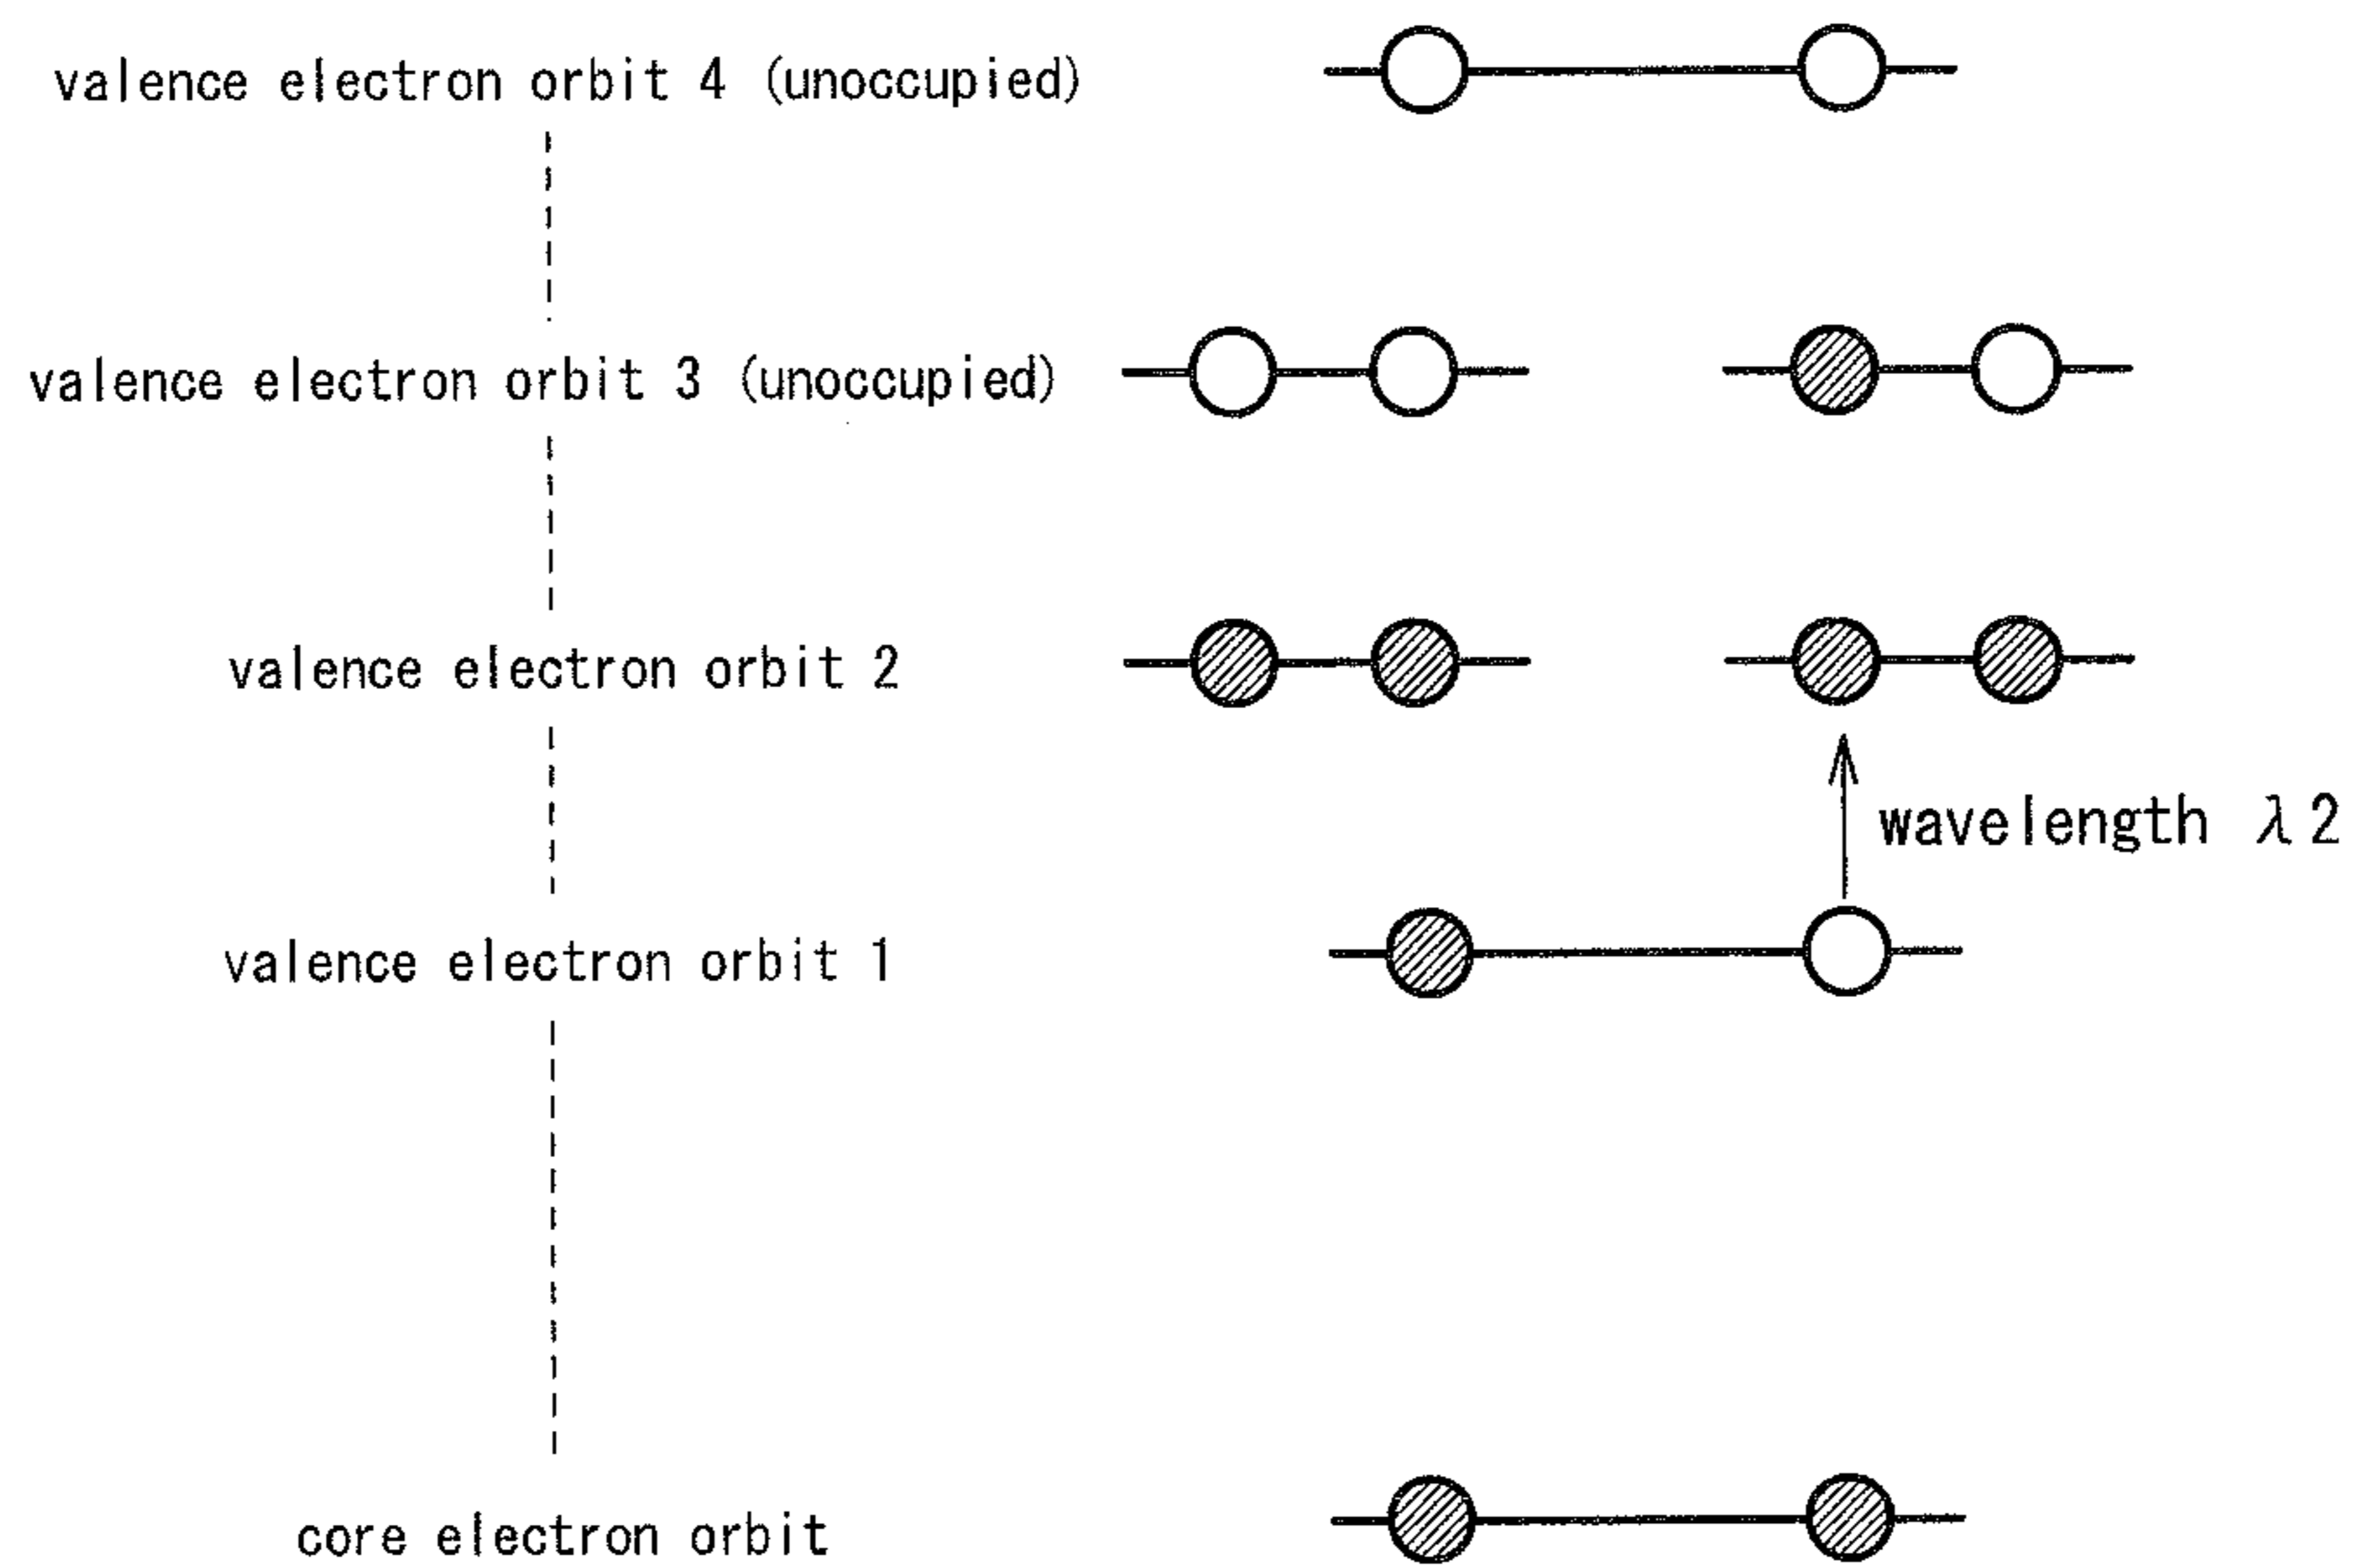 valence electron orbit 4 (unoccupied)
valence electron orbit 3 (unoccupied)
valence electron orbit 2
wavelength λ2
valence electron orbit 1
core electron orbit